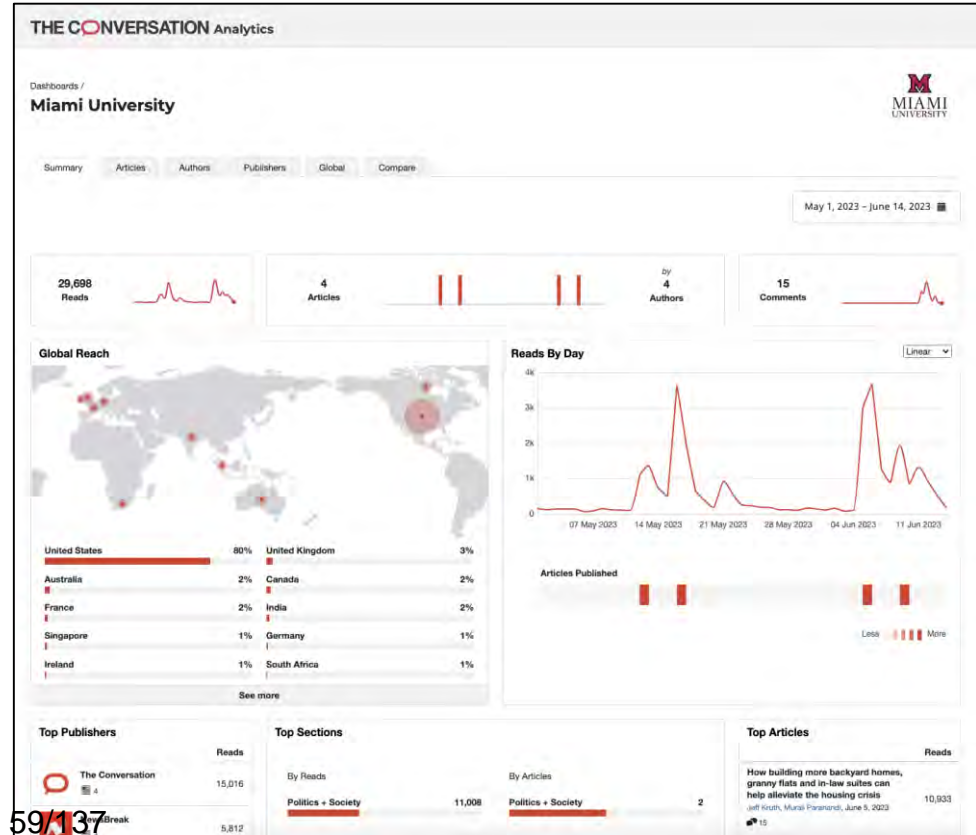 THE CONVERSATION Analytics
Dashboards /
Miami University
MIAMI
UNIVERSITY
Summary Articles Authors Publishers Global Compare
May 1, 2023 – June 14, 2023
29,698
Reads
4
Articles
by
4
Authors
15
Comments
Global Reach
United States 80% United Kingdom 3%
Australia 2% Canada 2%
France 2% India 2%
Singapore 1% Germany 1%
Ireland 1% South Africa 1%
See more
Reads By Day
Linear
4k
3k
2k
1k
0
07 May 2023 14 May 2023 21 May 2023 28 May 2023 04 Jun 2023 11 Jun 2023
Articles Published
Less More
Top Publishers
Reads
The Conversation
4
15,016
NewsBreak
5,812
Top Sections
By Reads By Articles
Politics + Society 11,008 Politics + Society 2
Top Articles
Reads
How building more backyard homes,
granny flats and in-law suites can
help alleviate the housing crisis
10,933
Jeff Kruth, Murali Paranandi, June 5, 2023
15
59/137